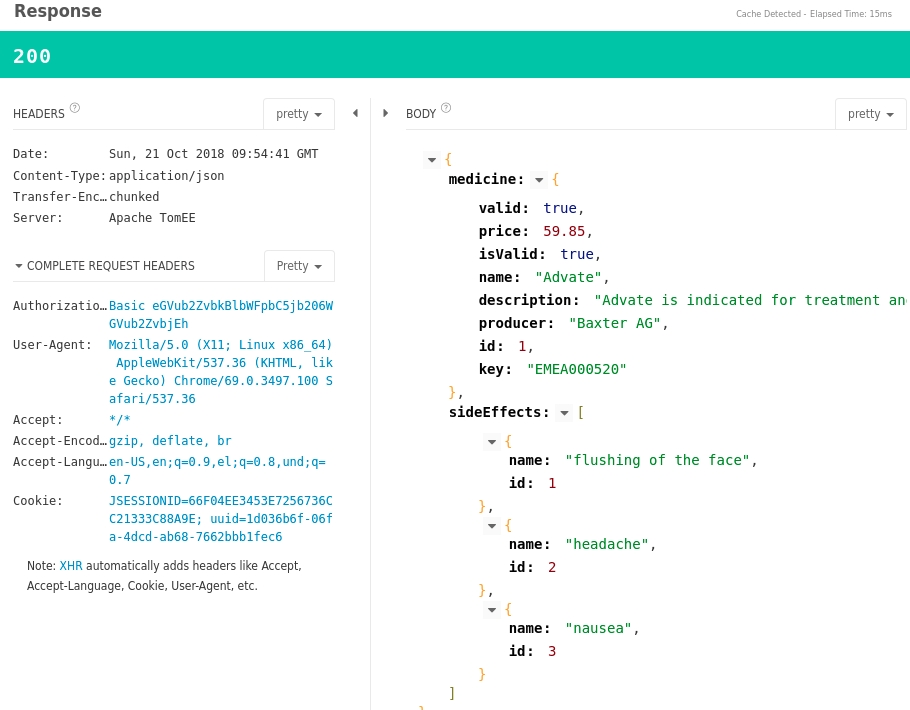 Response
Cache Detected - Elapsed Time: 15ms
200
HEADERS ? pretty
Date: Sun, 21 Oct 2018 09:54:41 GMT
Content-Type: application/json
Transfer-Enc… chunked
Server: Apache TomEE
COMPLETE REQUEST HEADERS Pretty
Authorizatio… Basic eGVub2ZvbkBlbWFpbC5jb206W
GVub2ZvbjEh
User-Agent: Mozilla/5.0 (X11; Linux x86_64)
AppleWebKit/537.36 (KHTML, lik
e Gecko) Chrome/69.0.3497.100 S
afari/537.36
Accept: */*
Accept-Encod… gzip, deflate, br
Accept-Langu… en-US,en;q=0.9,el;q=0.8,und;q=
0.7
Cookie: JSESSIONID=66F04EE3453E7256736C
C21333C88A9E; uuid=1d036b6f-06f
a-4dcd-ab68-7662bbb1fec6
Note: XHR automatically adds headers like Accept,
Accept-Language, Cookie, User-Agent, etc.
BODY ? pretty
{
medicine: {
valid: true,
price: 59.85,
isValid: true,
name: "Advate",
description: "Advate is indicated for treatment an
producer: "Baxter AG",
id: 1,
key: "EMEA000520"
},
sideEffects: [
{
name: "flushing of the face",
id: 1
},
{
name: "headache",
id: 2
},
{
name: "nausea",
id: 3
}
]
}